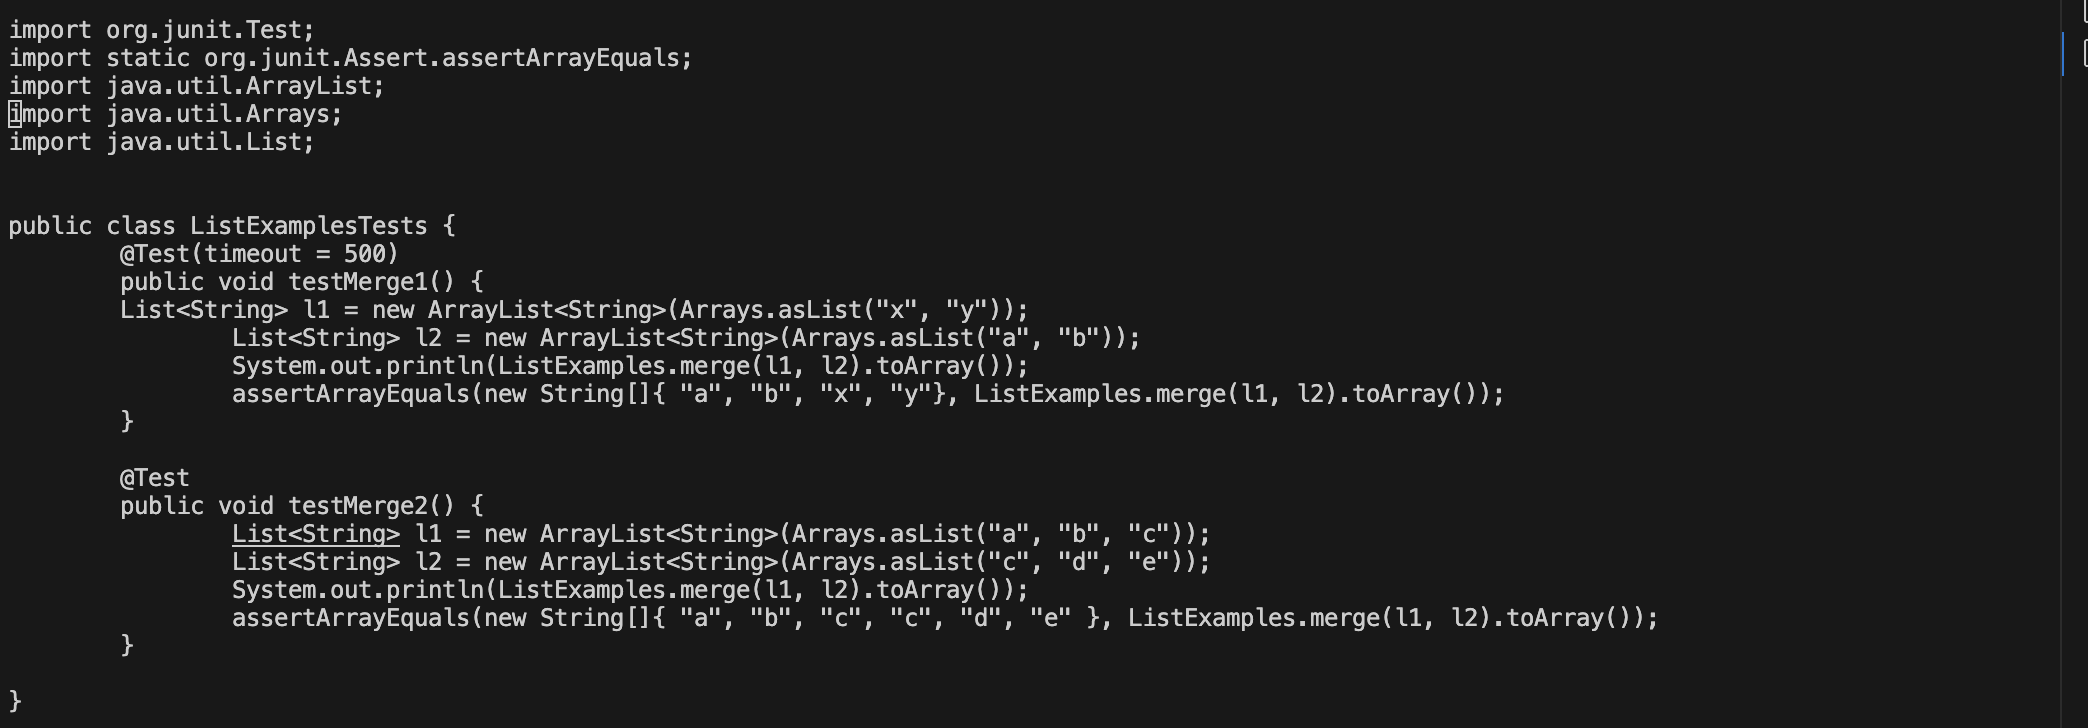 import org.junit.Test;
import static org.junit.Assert.assertArrayEquals;
import java.util.ArrayList;
import java.util.Arrays;
import java.util.List;
public class ListExamplesTests {
        @Test(timeout = 500)
        public void testMerge1() {
        List<String> l1 = new ArrayList<String>(Arrays.asList("x", "y"));
                List<String> l2 = new ArrayList<String>(Arrays.asList("a", "b"));
                System.out.println(ListExamples.merge(l1, l2).toArray());
                assertArrayEquals(new String[]{ "a", "b", "x", "y"}, ListExamples.merge(l1, l2).toArray());
        }
        @Test
        public void testMerge2() {
                List<String> l1 = new ArrayList<String>(Arrays.asList("a", "b", "c"));
                List<String> l2 = new ArrayList<String>(Arrays.asList("c", "d", "e"));
                System.out.println(ListExamples.merge(l1, l2).toArray());
                assertArrayEquals(new String[]{ "a", "b", "c", "c", "d", "e" }, ListExamples.merge(l1, l2).toArray());
        }
}